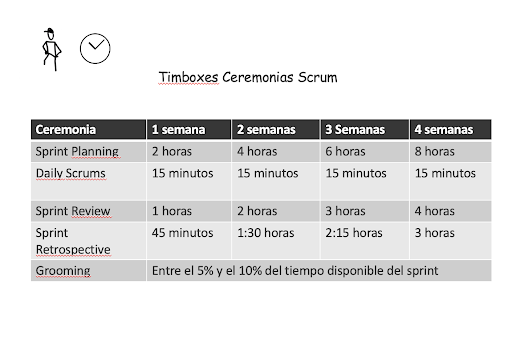 Timboxes Ceremonias Scrum
Ceremonia 1 semana 2 semanas 3 Semanas 4 semanas
Sprint Planning 2 horas 4 horas 6 horas 8 horas
Daily Scrums 15 minutos 15 minutos 15 minutos 15 minutos
Sprint Review 1 horas 2 horas 3 horas 4 horas
Sprint 45 minutos 1:30 horas 2:15 horas 3 horas
Retrospective
Grooming Entre el 5% y el 10% del tiempo disponible del sprint